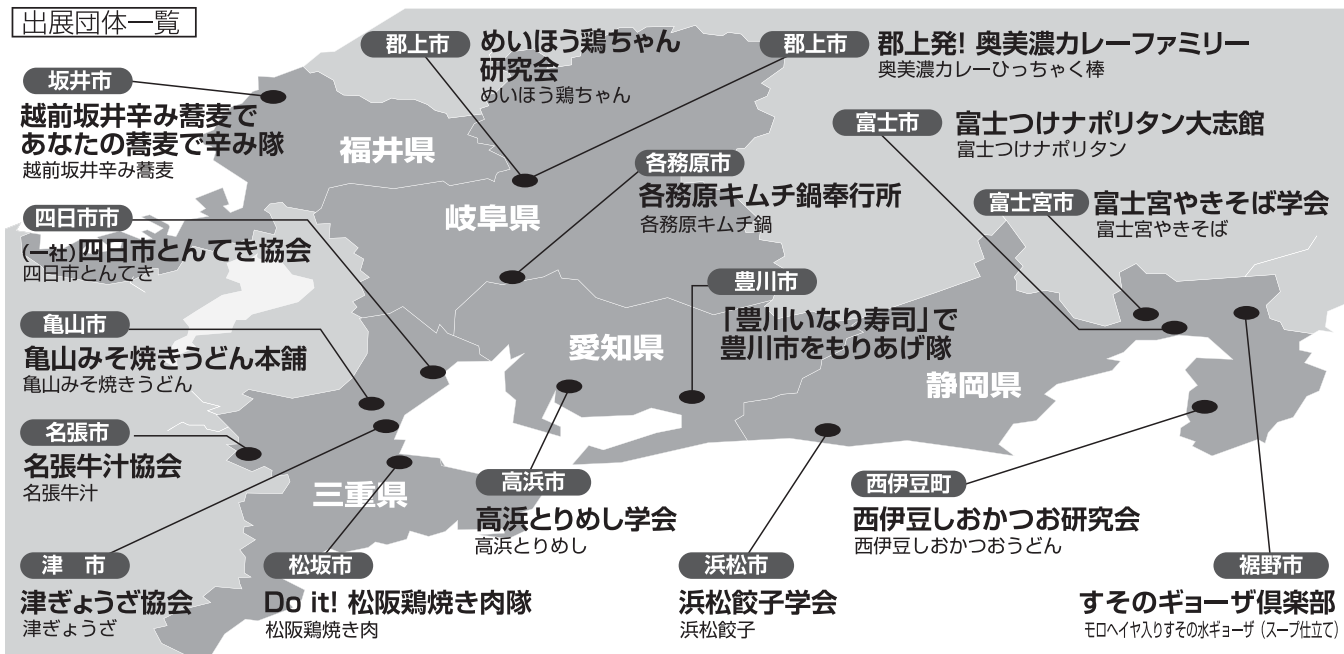 出展団体一覧
坂井市
越前坂井辛み蕎麦で
あなたの蕎麦で辛み隊
越前坂井辛み蕎麦
郡上市
めいほう鶏ちゃん
研究会
めいほう鶏ちゃん
郡上市
郡上発! 奥美濃カレーファミリー
奥美濃カレーひっちゃく棒
富士市
富士つけナポリタン大志館
富士つけナポリタン
各務原市
各務原キムチ鍋奉行所
各務原キムチ鍋
富士宮市
富士宮やきそば学会
富士宮やきそば
四日市市
(一社)四日市とんてき協会
四日市とんてき
豊川市
「豊川いなり寿司」で
豊川市をもりあげ隊
亀山市
亀山みそ焼きうどん本舗
亀山みそ焼きうどん
名張市
名張牛汁協会
名張牛汁
福井県
岐阜県
愛知県
静岡県
三重県
高浜市
高浜とりめし学会
高浜とりめし
西伊豆町
西伊豆しおかつお研究会
西伊豆しおかつおうどん
津 市
津ぎょうざ協会
津ぎょうざ
松坂市
Do it! 松阪鶏焼き肉隊
松阪鶏焼き肉
浜松市
浜松餃子学会
浜松餃子
裾野市
すそのギョーザ倶楽部
モロヘイヤ入りすその水ギョーザ (スープ仕立て)